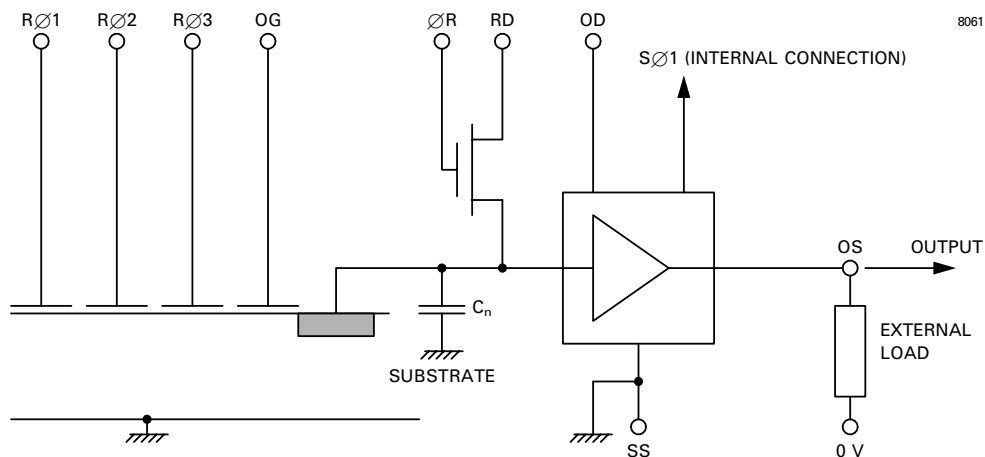 RØ1 RØ2 RØ3 OG ØR RD OD 8061
SØ1 (INTERNAL CONNECTION)
OS OUTPUT
Cn
EXTERNAL
LOAD
SUBSTRATE
SS 0 V